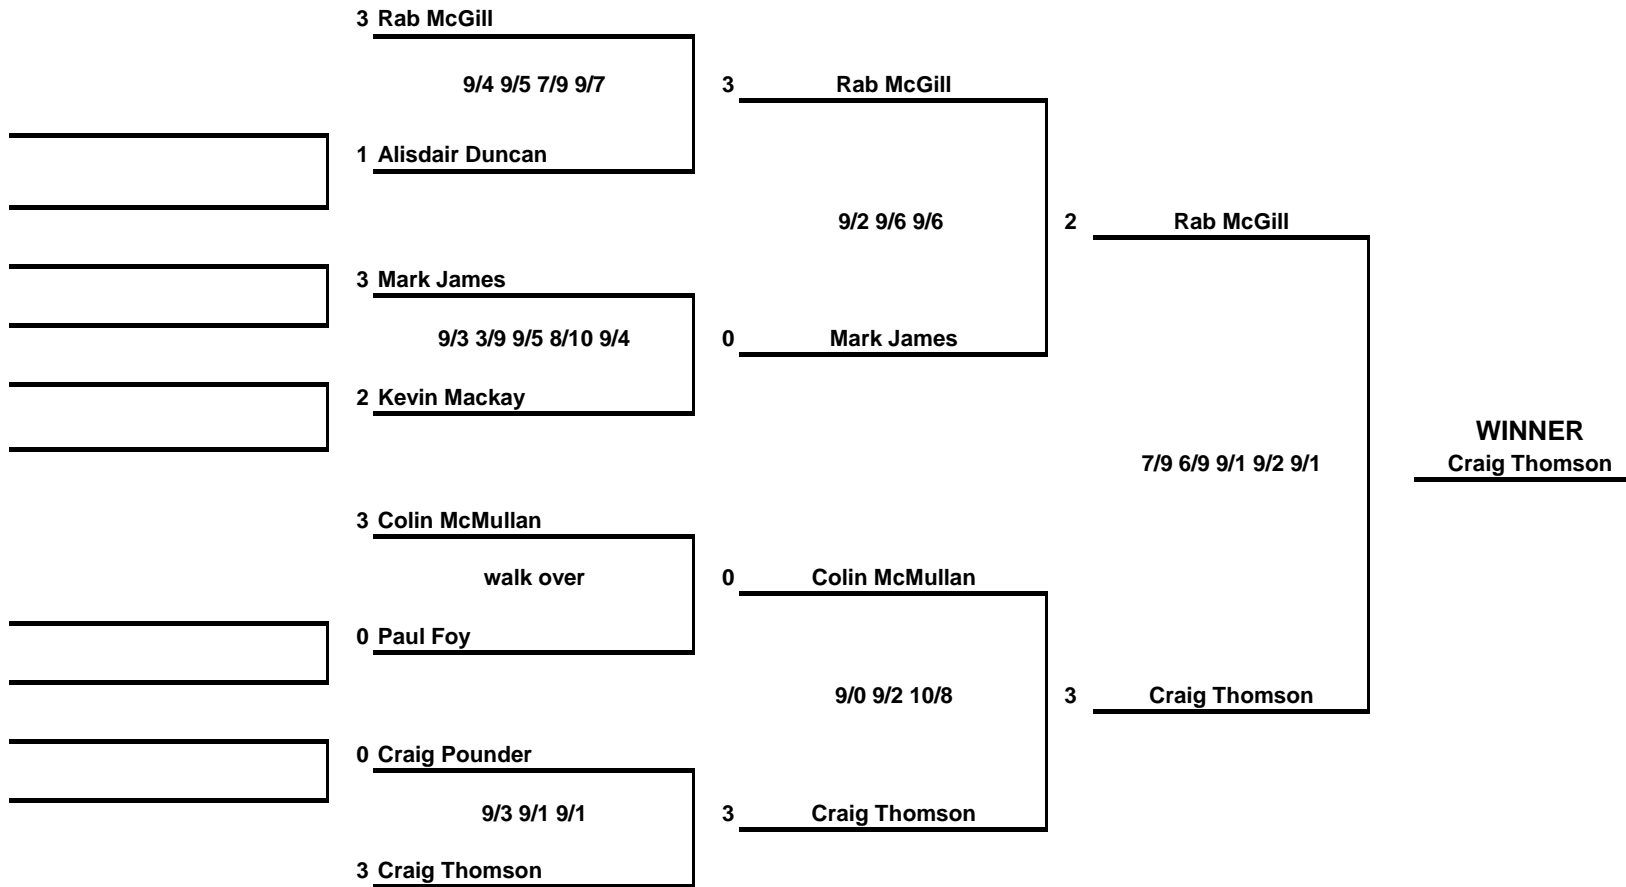 3 Rab McGill
9/4 9/5 7/9 9/7
3 Rab McGill
1 Alisdair Duncan
9/2 9/6 9/6
2 Rab McGill
3 Mark James
9/3 3/9 9/5 8/10 9/4
0 Mark James
2 Kevin Mackay
WINNER
7/9 6/9 9/1 9/2 9/1
Craig Thomson
3 Colin McMullan
walk over
0 Colin McMullan
0 Paul Foy
9/0 9/2 10/8
3 Craig Thomson
0 Craig Pounder
9/3 9/1 9/1
3 Craig Thomson
3 Craig Thomson